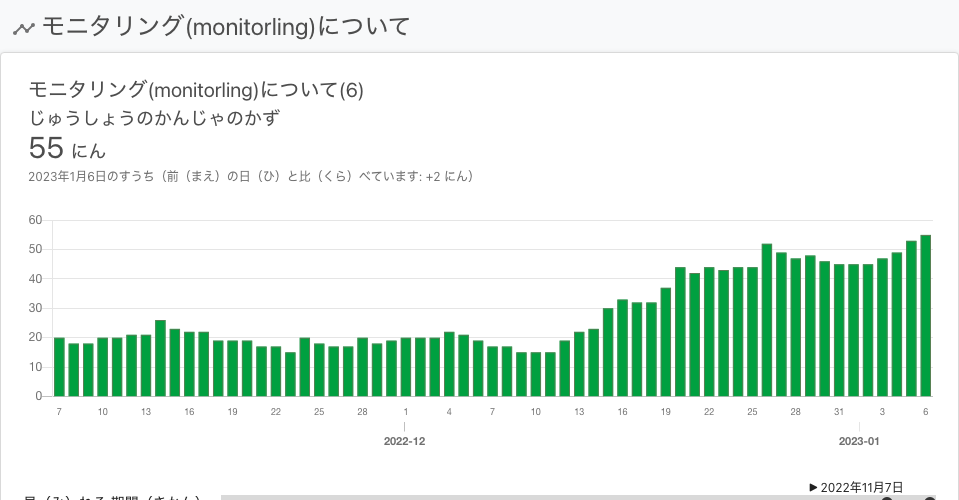 モニタリング(monitorling)について
モニタリング(monitorling)について(6)
じゅうしょうのかんじゃのかず
55 にん
2023年1月6日のすうち（前（まえ）の日（ひ）と比（くら）べています: +2 にん）
60
50
40
30
20
10
0
7 10 13 16 19 22 25 28 1 4 7 10 13 16 19 22 25 28 31 3 6
2022-12 2023-01
▶ 2022年11月7日